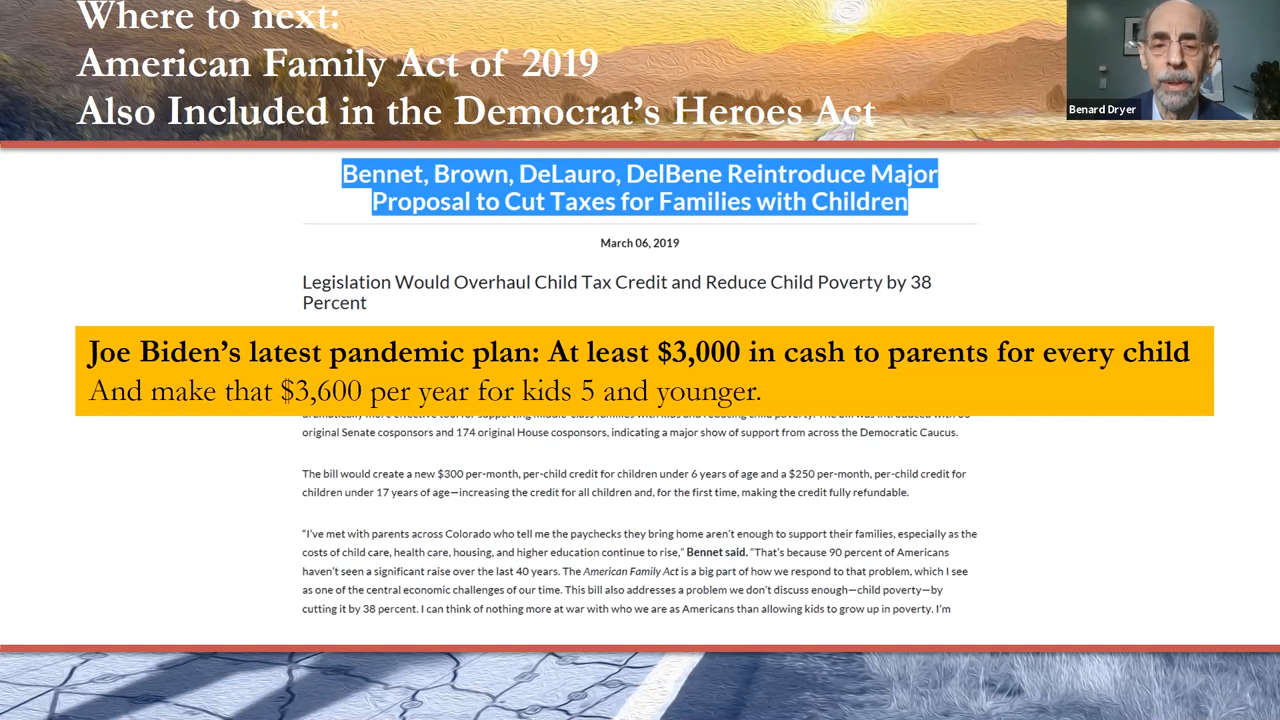 Where to next:
American Family Act of 2019
Also Included in the Democrat's Heroes Act
Benard Dryer
Bennet, Brown, DeLauro, DelBene Reintroduce Major
Proposal to Cut Taxes for Families with Children
March 06, 2019
Legislation Would Overhaul Child Tax Credit and Reduce Child Poverty by 38
Percent
Joe Biden's latest pandemic plan: At least $3,000 in cash to parents for every child
And make that $3,600 per year for kids 5 and younger.
original Senate cosponsors and 174 original House cosponsors, indicating a major show of support from across the Democratic Caucus.
The bill would create a new $300 per-month, per-child credit for children under 6 years of age and a $250 per-month, per-child credit for
children under 17 years of age—increasing the credit for all children and, for the first time, making the credit fully refundable.
“I've met with parents across Colorado who tell me the paychecks they bring home aren't enough to support their families, especially as the
costs of child care, health care, housing, and higher education continue to rise,” Bennet said. “That's because 90 percent of Americans
haven't seen a significant raise over the last 40 years. The American Family Act is a big part of how we respond to that problem, which I see
as one of the central economic challenges of our time. This bill also addresses a problem we don't discuss enough—child poverty—by
cutting it by 38 percent. I can think of nothing more at war with who we are as Americans than allowing kids to grow up in poverty. I'm